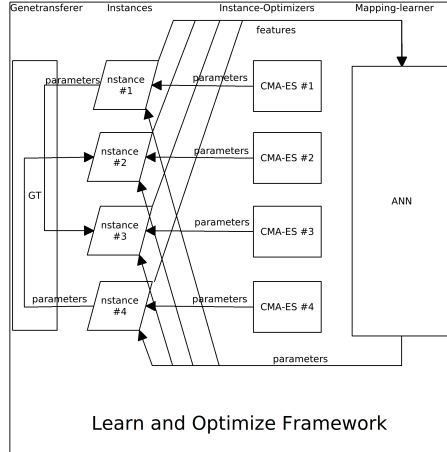 Genetransferer Instances Instance-Optimizers Mapping-learner
features
parameters parameters
nstance
#1
CMA-ES #1
parameters
nstance
#2
CMA-ES #2
GT
ANN
parameters
nstance
#3
CMA-ES #3
parameters parameters
nstance
#4
CMA-ES #4
parameters
Learn and Optimize Framework